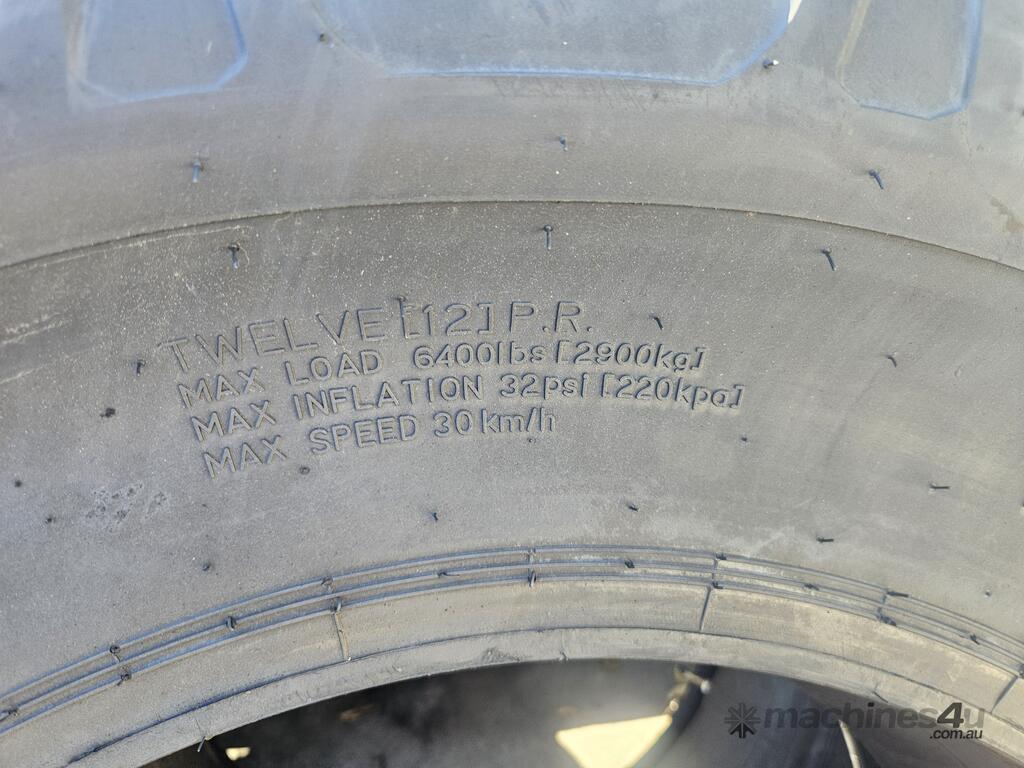 TWELVE [12] P.R.
MAX LOAD 6400lbs [2900kg]
MAX INFLATION 32psi [220kpa]
MAX SPEED 30km/h
machines4u
.com.au